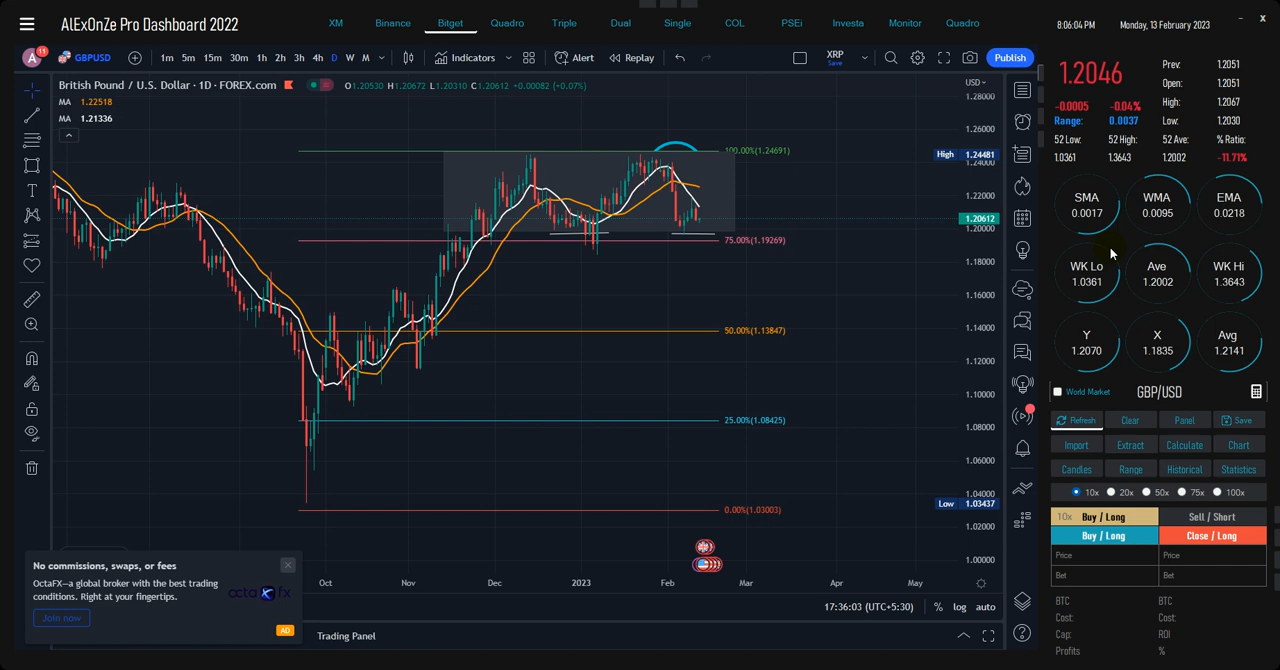 AlExOnZe Pro Dashboard 2022
XM Binance Bitget Quadro Triple Dual Single COL PSEi Investa Monitor Quadro
8:06:04 PM Monday, 13 February 2023 – X
A 11 GBPUSD 1m 5m 15m 30m 1h 2h 3h 4h D W M Indicators Alert Replay XRP Save Publish
British Pound / U.S. Dollar · 1D · FOREX.com O1.20530 H1.20672 L1.20310 C1.20612 +0.00082 (+0.07%)
MA 1.22518
MA 1.21336
USD
1.28000
1.26000
1.24000
1.22000
1.20000
1.18000
1.16000
1.14000
1.12000
1.10000
1.08000
1.06000
1.04000
1.02000
1.00000
High 1.24481
1.20612
Low 1.03437
100.00%(1.24691)
75.00%(1.19269)
50.00%(1.13847)
25.00%(1.08425)
0.00%(1.03003)
Oct Nov Dec 2023 Feb Mar Apr May
17:36:03 (UTC+5:30) % log auto
Trading Panel
No commissions, swaps, or fees
OctaFX—a global broker with the best trading
conditions. Right at your fingertips.
octa fx
Join now
AD
1.2046
-0.0005 -0.04%
Range: 0.0037
Prev: 1.2051
Open: 1.2051
High: 1.2067
Low: 1.2030
52 Low: 52 High: 52 Ave: % Ratio:
1.0361 1.3643 1.2002 -11.71%
SMA WMA EMA
0.0017 0.0095 0.0218
WK Lo Ave WK Hi
1.0361 1.2002 1.3643
Y X Avg
1.2070 1.1835 1.2141
World Market GBP/USD
Refresh Clear Panel Save
Import Extract Calculate Chart
Candles Range Historical Statistics
10x 20x 50x 75x 100x
10x Buy / Long Sell / Short
Buy / Long Close / Long
Price Price
Bet Bet
BTC BTC
Cost: Cost:
Cap: ROI
Profits %